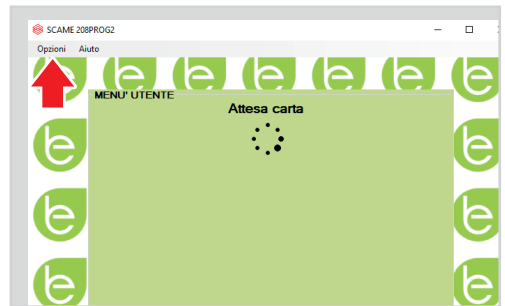 SCAME 208PROG2
Opzioni Aiuto
MENU' UTENTE
Attesa carta